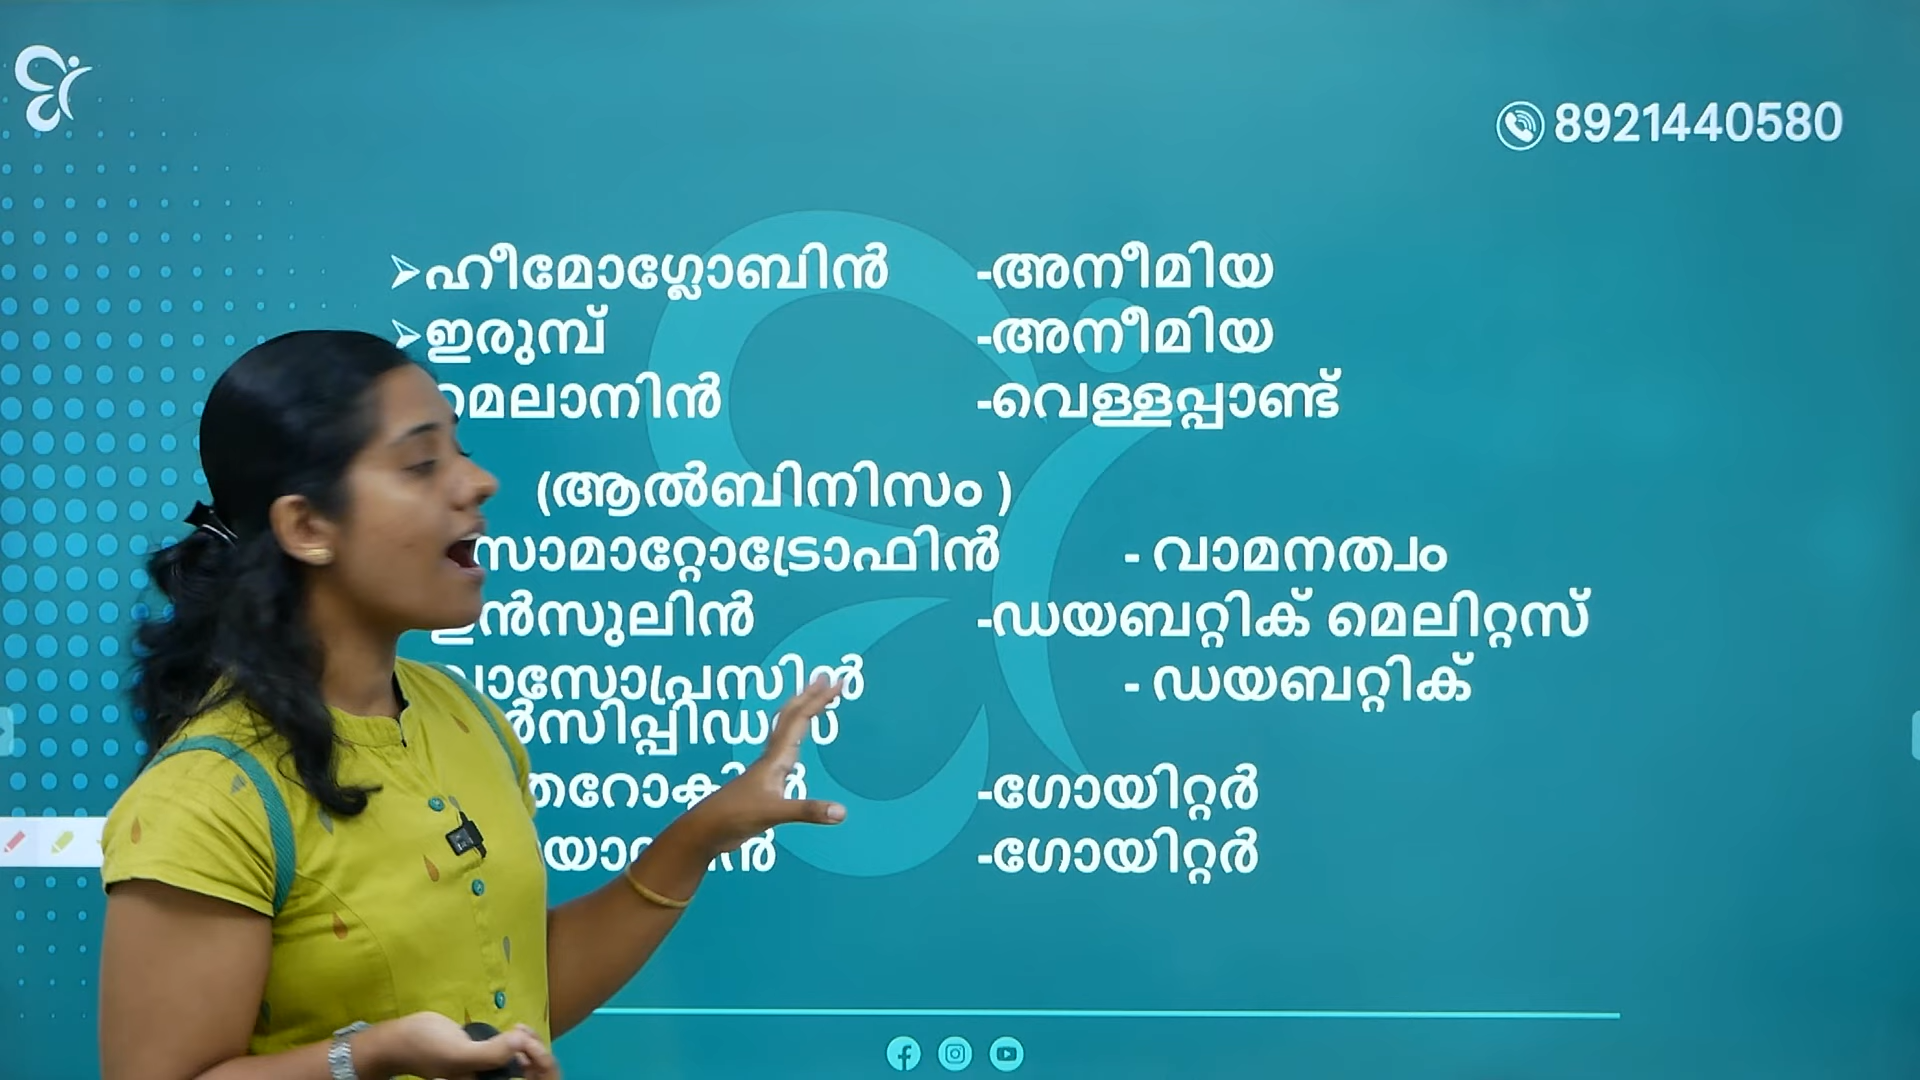 8921440580
➢ഹീമോഗ്ലോബിൻ -അനീമിയ
➢ഇരുമ്പ് -അനീമിയ
മെലാനിൻ -വെള്ളപ്പാണ്ട്
(ആൽബിനിസം )
സൊമാറ്റോട്രോഫിൻ - വാമനത്വം
ഇൻസുലിൻ -ഡയബറ്റിക് മെലിറ്റസ്
- ഡയബറ്റിക്
-ഗോയിറ്റർ
-ഗോയിറ്റർ